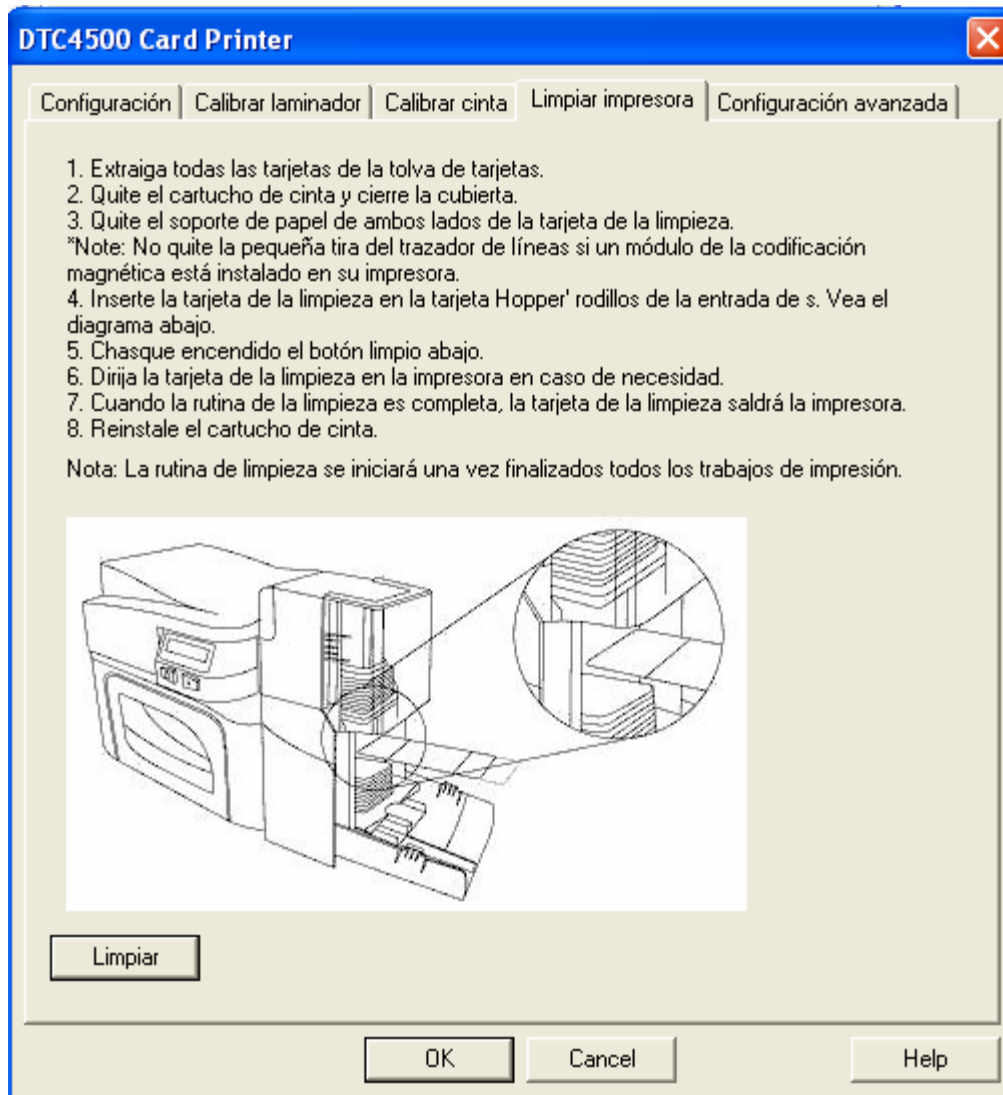 DTC4500 Card Printer
Configuración Calibrar laminador Calibrar cinta Limpiar impresora Configuración avanzada
1. Extraiga todas las tarjetas de la tolva de tarjetas.
2. Quite el cartucho de cinta y cierre la cubierta.
3. Quite el soporte de papel de ambos lados de la tarjeta de la limpieza.
*Note: No quite la pequeña tira del trazador de líneas si un módulo de la codificación
magnética está instalado en su impresora.
4. Inserte la tarjeta de la limpieza en la tarjeta Hopper' rodillos de la entrada de s. Vea el
diagrama abajo.
5. Chasque encendido el botón limpio abajo.
6. Dirija la tarjeta de la limpieza en la impresora en caso de necesidad.
7. Cuando la rutina de la limpieza es completa, la tarjeta de la limpieza saldrá la impresora.
8. Reinstale el cartucho de cinta.
Nota: La rutina de limpieza se iniciará una vez finalizados todos los trabajos de impresión.
Limpiar
OK Cancel Help